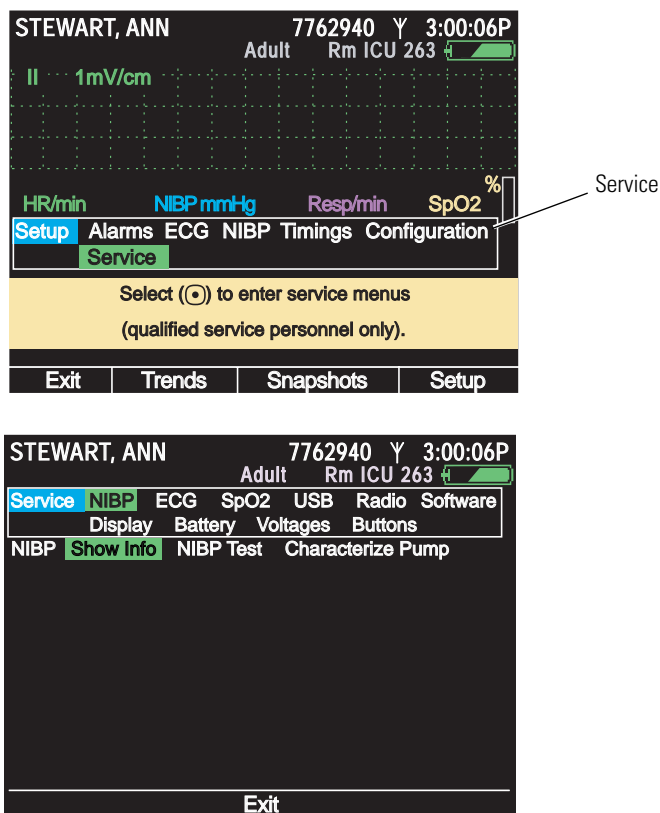 STEWART, ANN 7762940 3:00:06P
Adult Rm ICU 263
II 1mV/cm
%
HR/min NIBP mmHg Resp/min SpO2
Service
Setup Alarms ECG NIBP Timings Configuration
Service
Select (⊙) to enter service menus
(qualified service personnel only).
Exit Trends Snapshots Setup
STEWART, ANN 7762940 3:00:06P
Adult Rm ICU 263
Service NIBP ECG SpO2 USB Radio Software
Display Battery Voltages Buttons
NIBP Show Info NIBP Test Characterize Pump
Exit